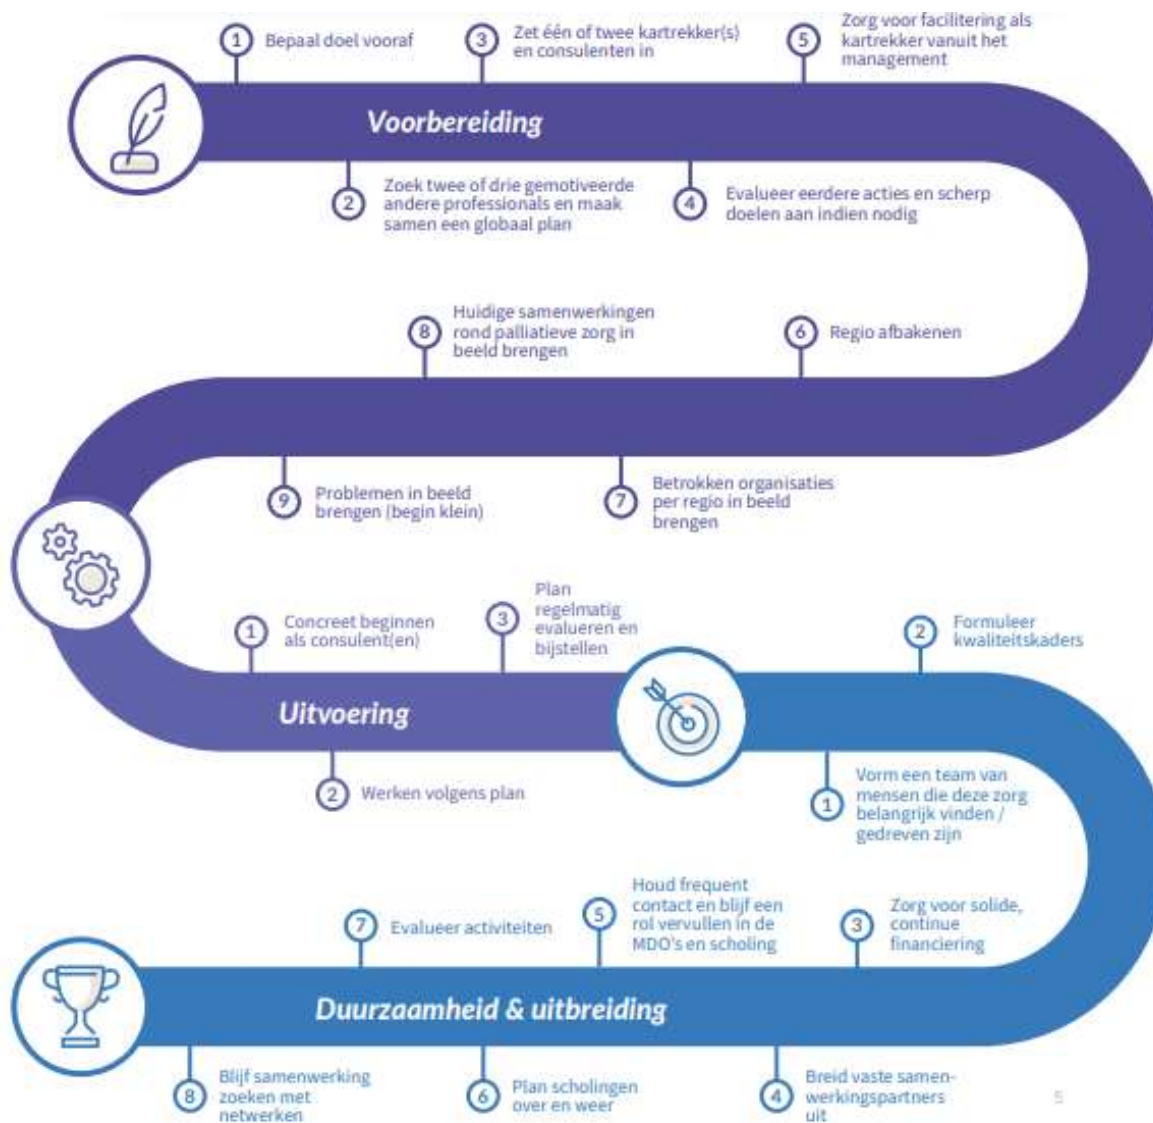 1 Bepaal doel vooraf
3 Zet één of twee kartrekker(s)
en consulenten in
5 Zorg voor facilitering als
kartrekker vanuit het
management
Voorbereiding
2 Zoek twee of drie gemotiveerde
andere professionals en maak
samen een globaal plan
4 Evalueer eerdere acties en scherp
doelen aan indien nodig
6 Regio afbakenen
7 Betrokken organisaties
per regio in beeld
brengen
8 Huidige samenwerkingen
rond palliatieve zorg in
beeld brengen
9 Problemen in beeld
brengen (begin klein)
1 Concreet beginnen
als consulent(en)
3 Plan
regelmatig
evalueren en
bijstellen
Uitvoering
2 Werken volgens plan
2 Formuleer
kwaliteitskaders
1 Vorm een team van
mensen die deze zorg
belangrijk vinden /
gedreven zijn
7 Evalueer activiteiten
5 Houd frequent
contact en blijf een
rol vervullen in de
MDO's en scholing
3 Zorg voor solide,
continue
financiering
Duurzaamheid & uitbreiding
8 Blijf samenwerking
zoeken met
netwerken
6 Plan scholingen
over en weer
4 Breid vaste samen-
werkingspartners
uit
5